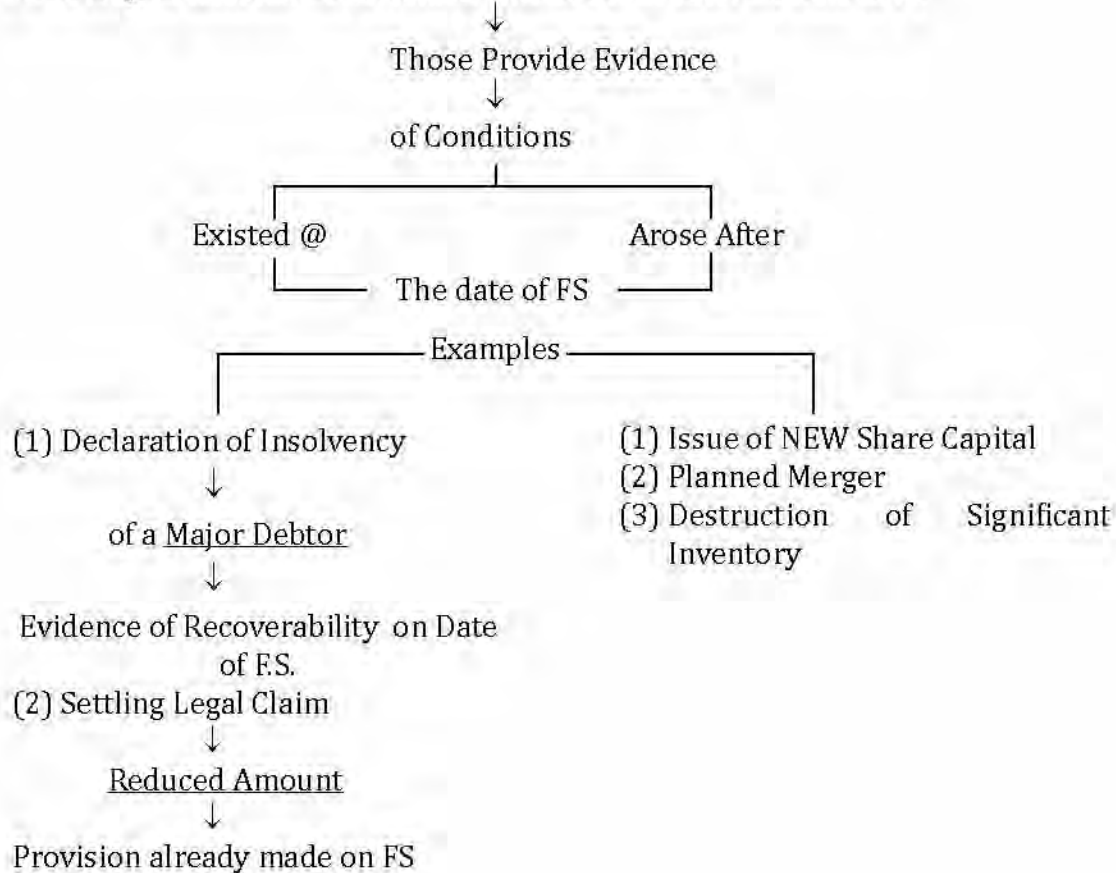 Those Provide Evidence
of Conditions
Existed @
Arose After
The date of FS
Examples
(1) Declaration of Insolvency
of a Major Debtor
Evidence of Recoverability on Date
of F.S.
(2) Settling Legal Claim
Reduced Amount
Provision already made on FS
(1) Issue of NEW Share Capital
(2) Planned Merger
(3) Destruction of Significant
Inventory